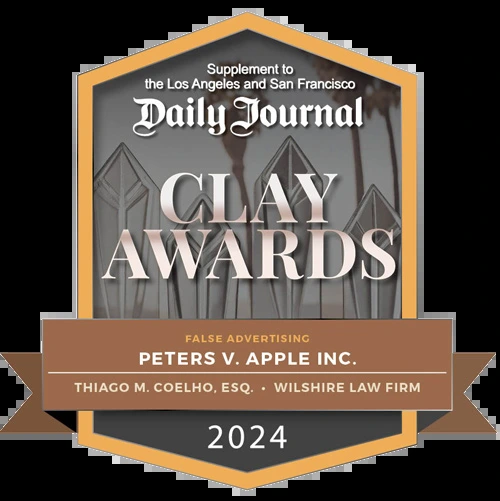 Supplement to
the Los Angeles and San Francisco
Daily Journal
CLAY
AWARDS
FALSE ADVERTISING
PETERS V. APPLE INC.
THIAGO M. COELHO, ESQ. • WILSHIRE LAW FIRM
2024